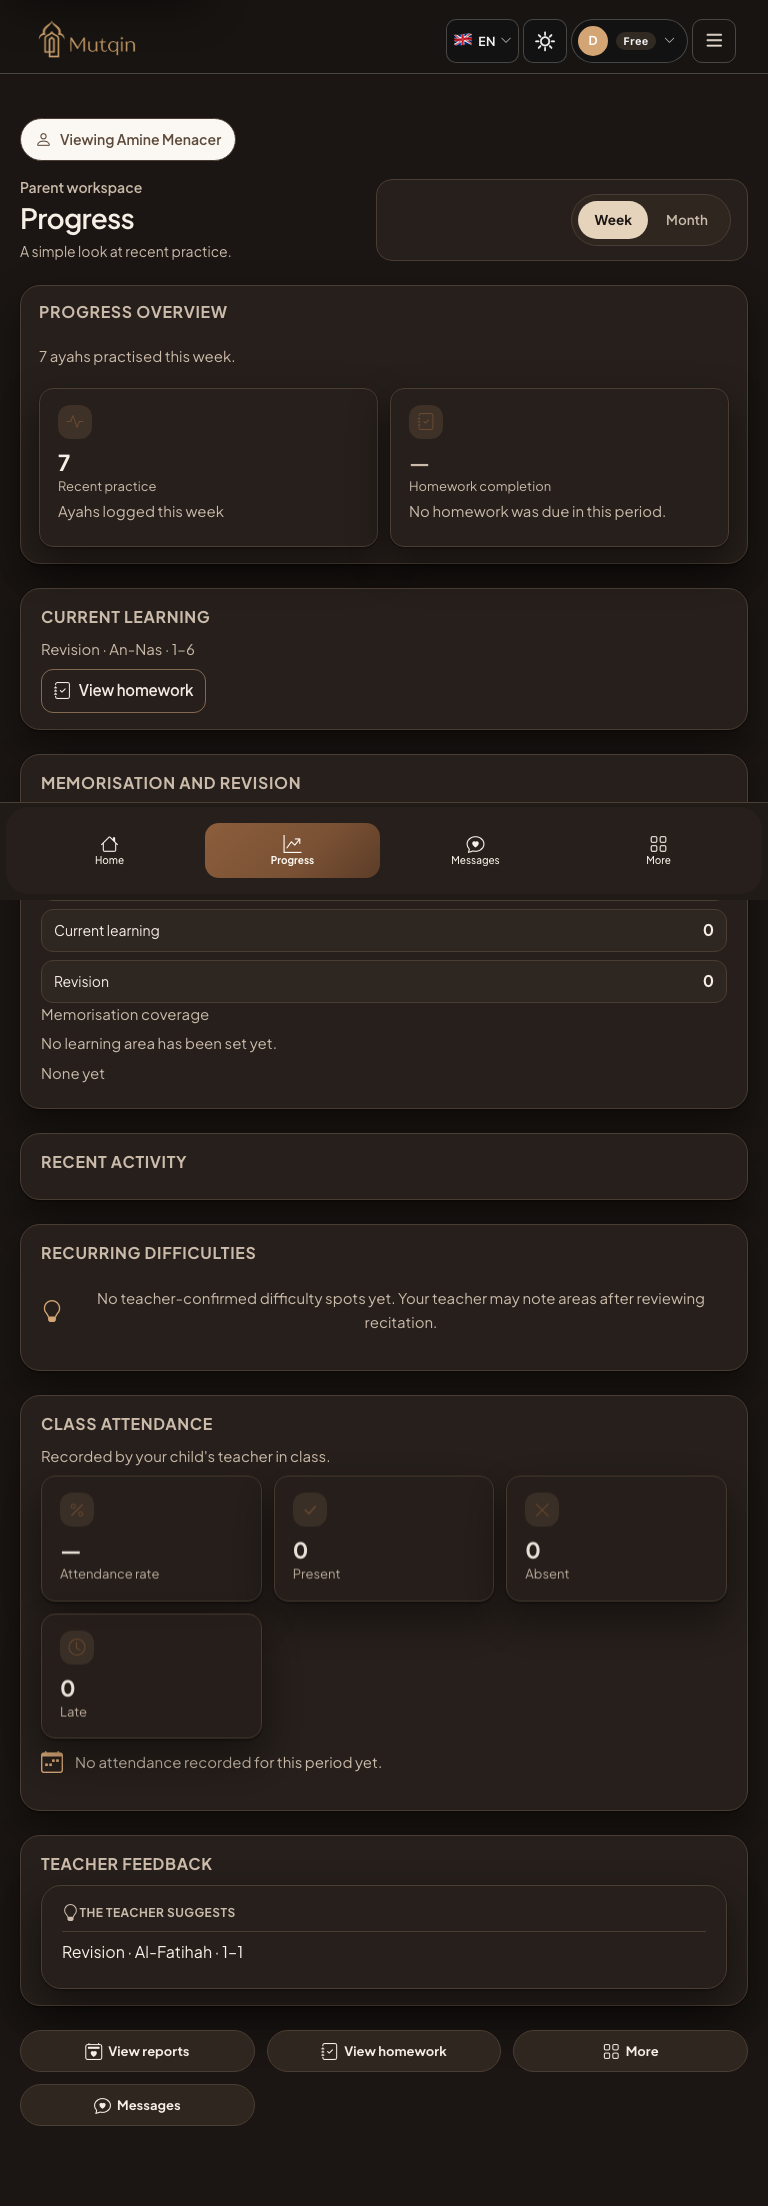 Mutqin
EN
D
Free
Viewing Amine Menacer
Parent workspace
Progress
A simple look at recent practice.
Week
Month
PROGRESS OVERVIEW
7 ayahs practised this week.
7
Recent practice
Ayahs logged this week
—
Homework completion
No homework was due in this period.
CURRENT LEARNING
Revision · An-Nas · 1–6
View homework
MEMORISATION AND REVISION
Home
Progress
Messages
More
Current learning
0
Revision
0
Memorisation coverage
No learning area has been set yet.
None yet
RECENT ACTIVITY
RECURRING DIFFICULTIES
No teacher-confirmed difficulty spots yet. Your teacher may note areas after reviewing
recitation.
CLASS ATTENDANCE
Recorded by your child's teacher in class.
—
Attendance rate
0
Present
0
Absent
0
Late
No attendance recorded for this period yet.
TEACHER FEEDBACK
THE TEACHER SUGGESTS
Revision · Al-Fatihah · 1–1
View reports
View homework
More
Messages